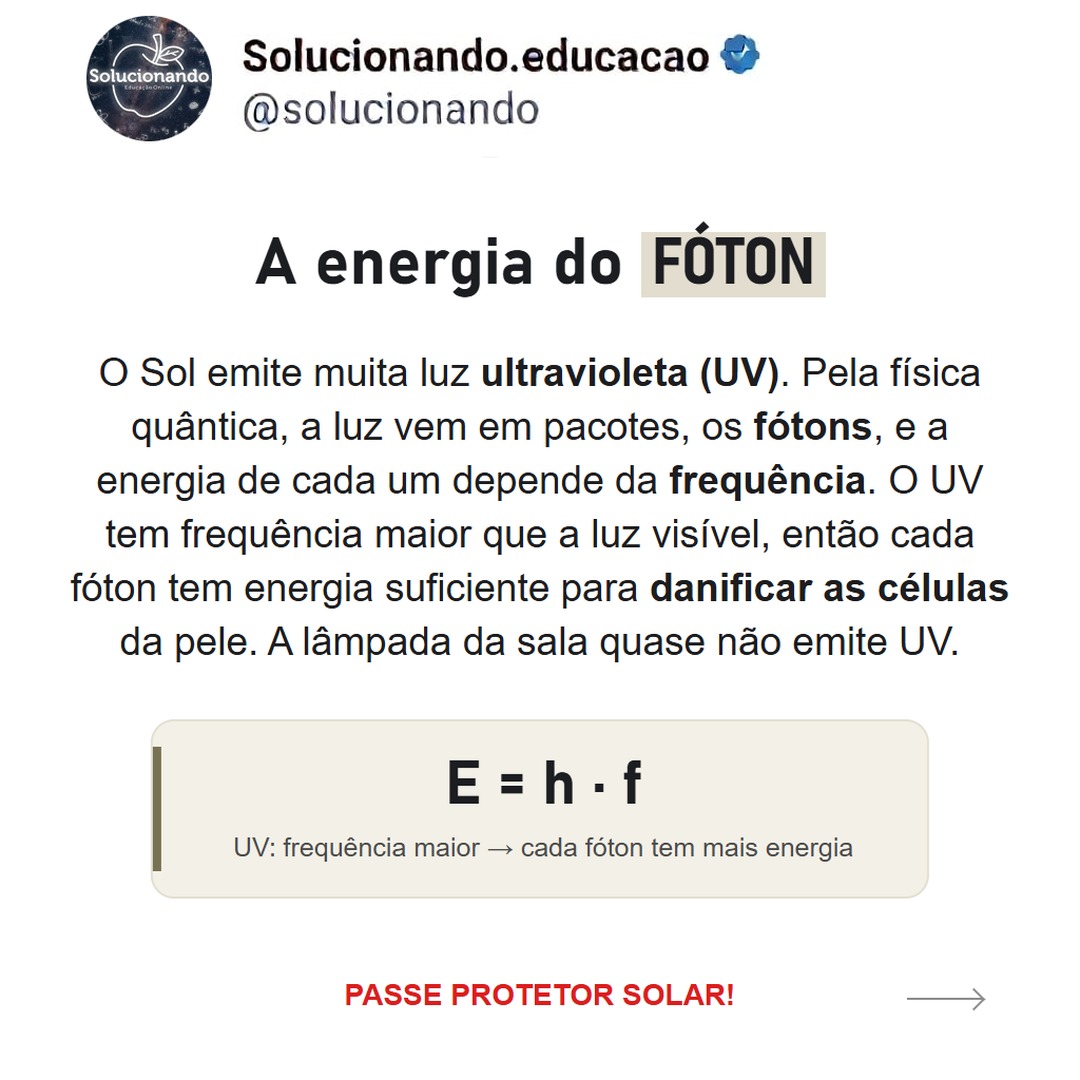 Solucionando
Educação Online
Solucionando.educacao
@solucionando
A energia do FÓTON
O Sol emite muita luz ultravioleta (UV). Pela física
quântica, a luz vem em pacotes, os fótons, e a
energia de cada um depende da frequência. O UV
tem frequência maior que a luz visível, então cada
fóton tem energia suficiente para danificar as células
da pele. A lâmpada da sala quase não emite UV.
E = h · f
UV: frequência maior → cada fóton tem mais energia
PASSE PROTETOR SOLAR!